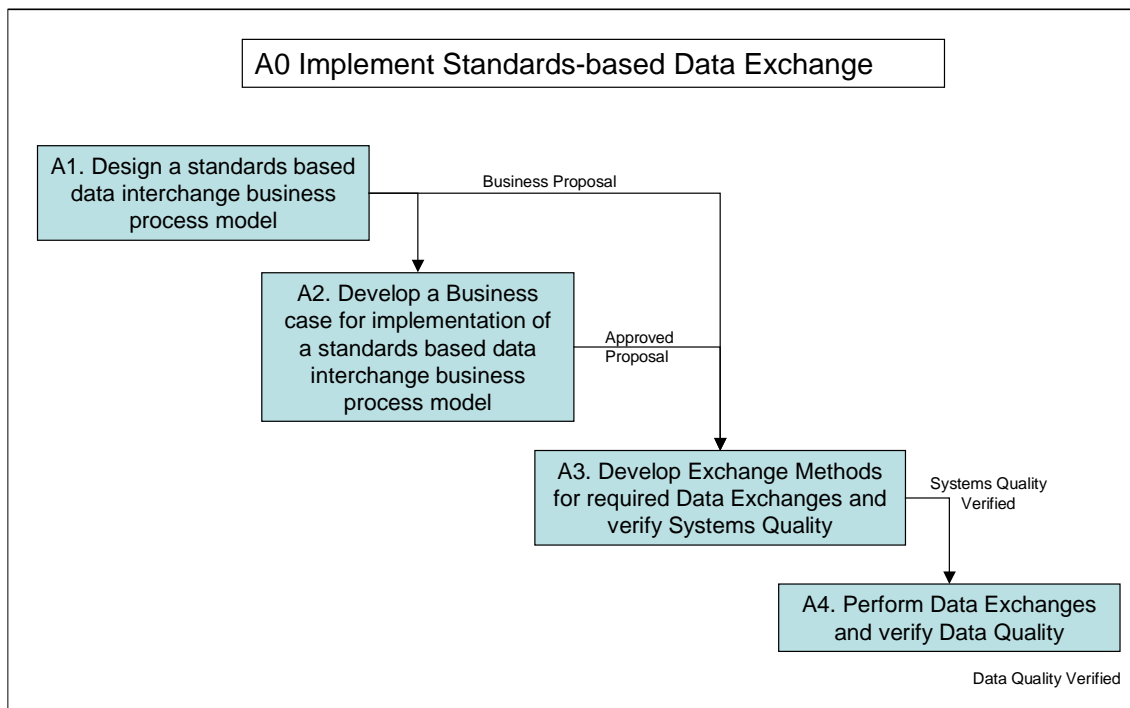 A0 Implement Standards-based Data Exchange
A1. Design a standards based
data interchange business
process model
Business Proposal
A2. Develop a Business
case for implementation of
a standards based data
interchange business
process model
Approved
Proposal
A3. Develop Exchange Methods
for required Data Exchanges and
verify Systems Quality
Systems Quality
Verified
A4. Perform Data Exchanges
and verify Data Quality
Data Quality Verified